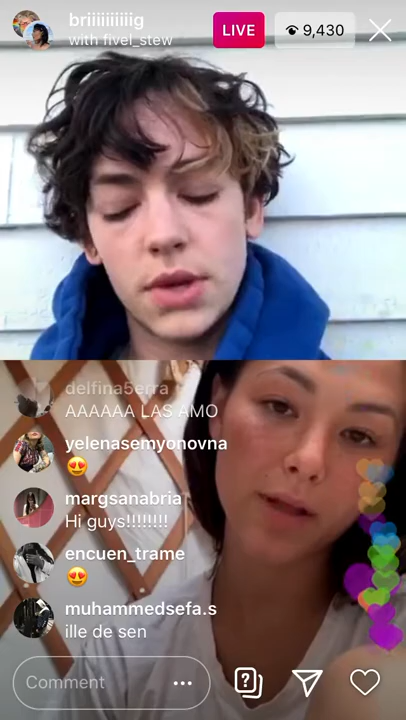 briiiiiiiiiig
with fivel_stew
LIVE
9,430
delfina5erra
AAAAAA LAS AMO
yelenasemyonovna
😍
margsanabria
Hi guys!!!!!!!!
encuen_trame
😍
muhammedsefa.s
ille de sen
Comment